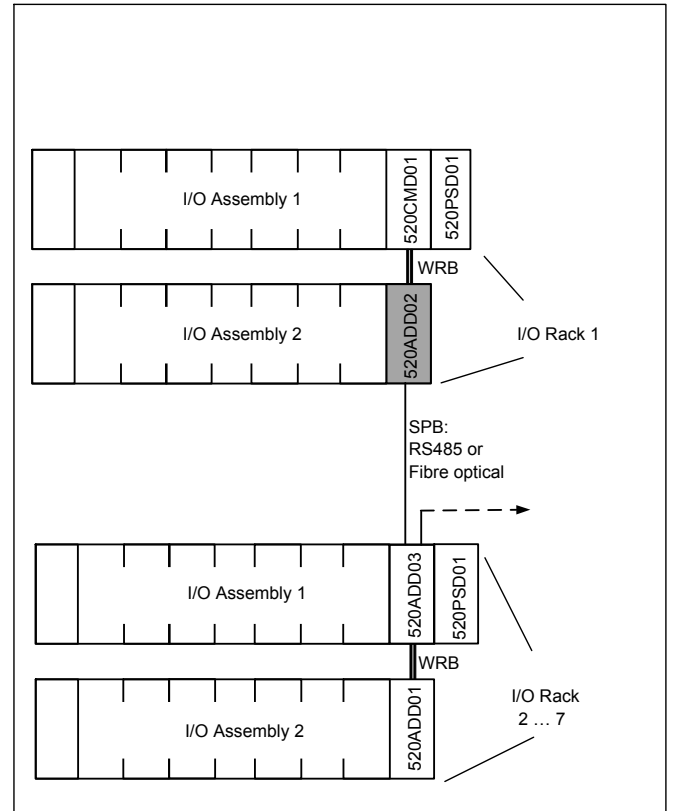 I/O Assembly 1
520CMD01
520PSD01
WRB
I/O Assembly 2
520ADD02
I/O Rack 1
SPB:
RS485 or
Fibre optical
I/O Assembly 1
520ADD03
520PSD01
WRB
I/O Assembly 2
520ADD01
I/O Rack
2 … 7